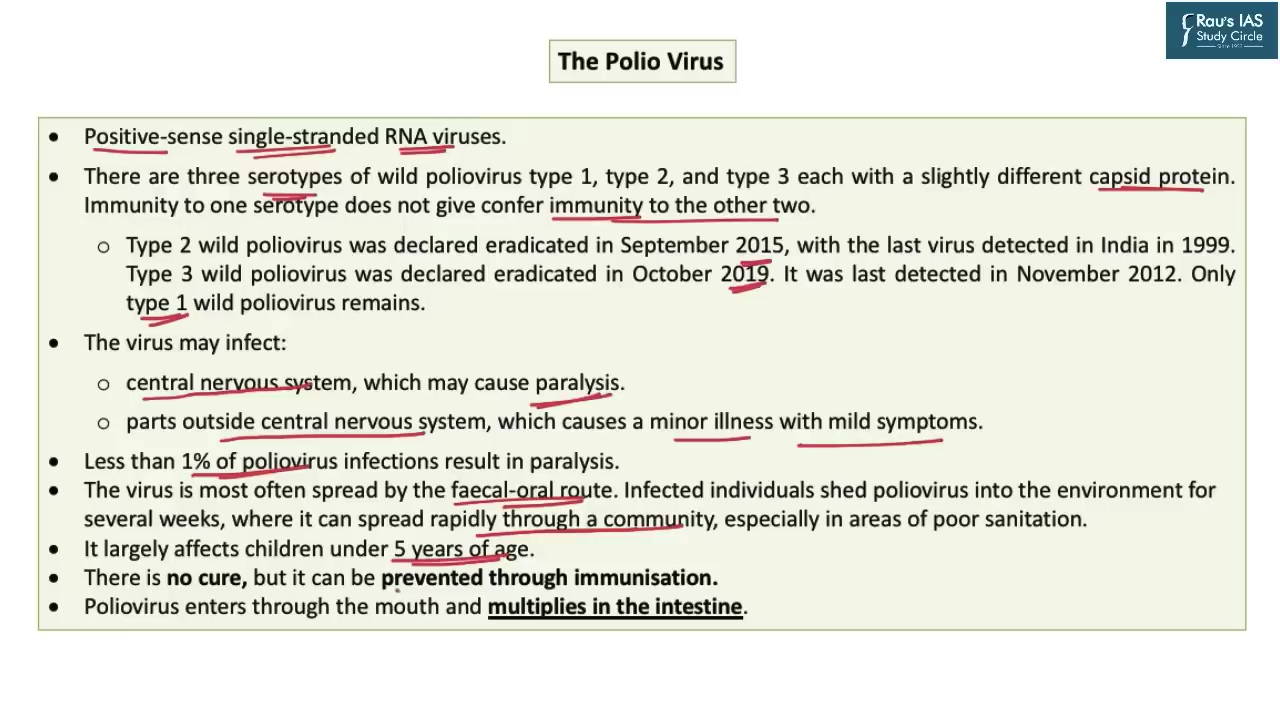 Rau's IAS
Study Circle
Since 1953
The Polio Virus
• Positive-sense single-stranded RNA viruses.
• There are three serotypes of wild poliovirus type 1, type 2, and type 3 each with a slightly different capsid protein.
Immunity to one serotype does not give confer immunity to the other two.
o Type 2 wild poliovirus was declared eradicated in September 2015, with the last virus detected in India in 1999.
Type 3 wild poliovirus was declared eradicated in October 2019. It was last detected in November 2012. Only
type 1 wild poliovirus remains.
• The virus may infect:
o central nervous system, which may cause paralysis.
o parts outside central nervous system, which causes a minor illness with mild symptoms.
• Less than 1% of poliovirus infections result in paralysis.
• The virus is most often spread by the faecal-oral route. Infected individuals shed poliovirus into the environment for
several weeks, where it can spread rapidly through a community, especially in areas of poor sanitation.
• It largely affects children under 5 years of age.
• There is no cure, but it can be prevented through immunisation.
• Poliovirus enters through the mouth and multiplies in the intestine.